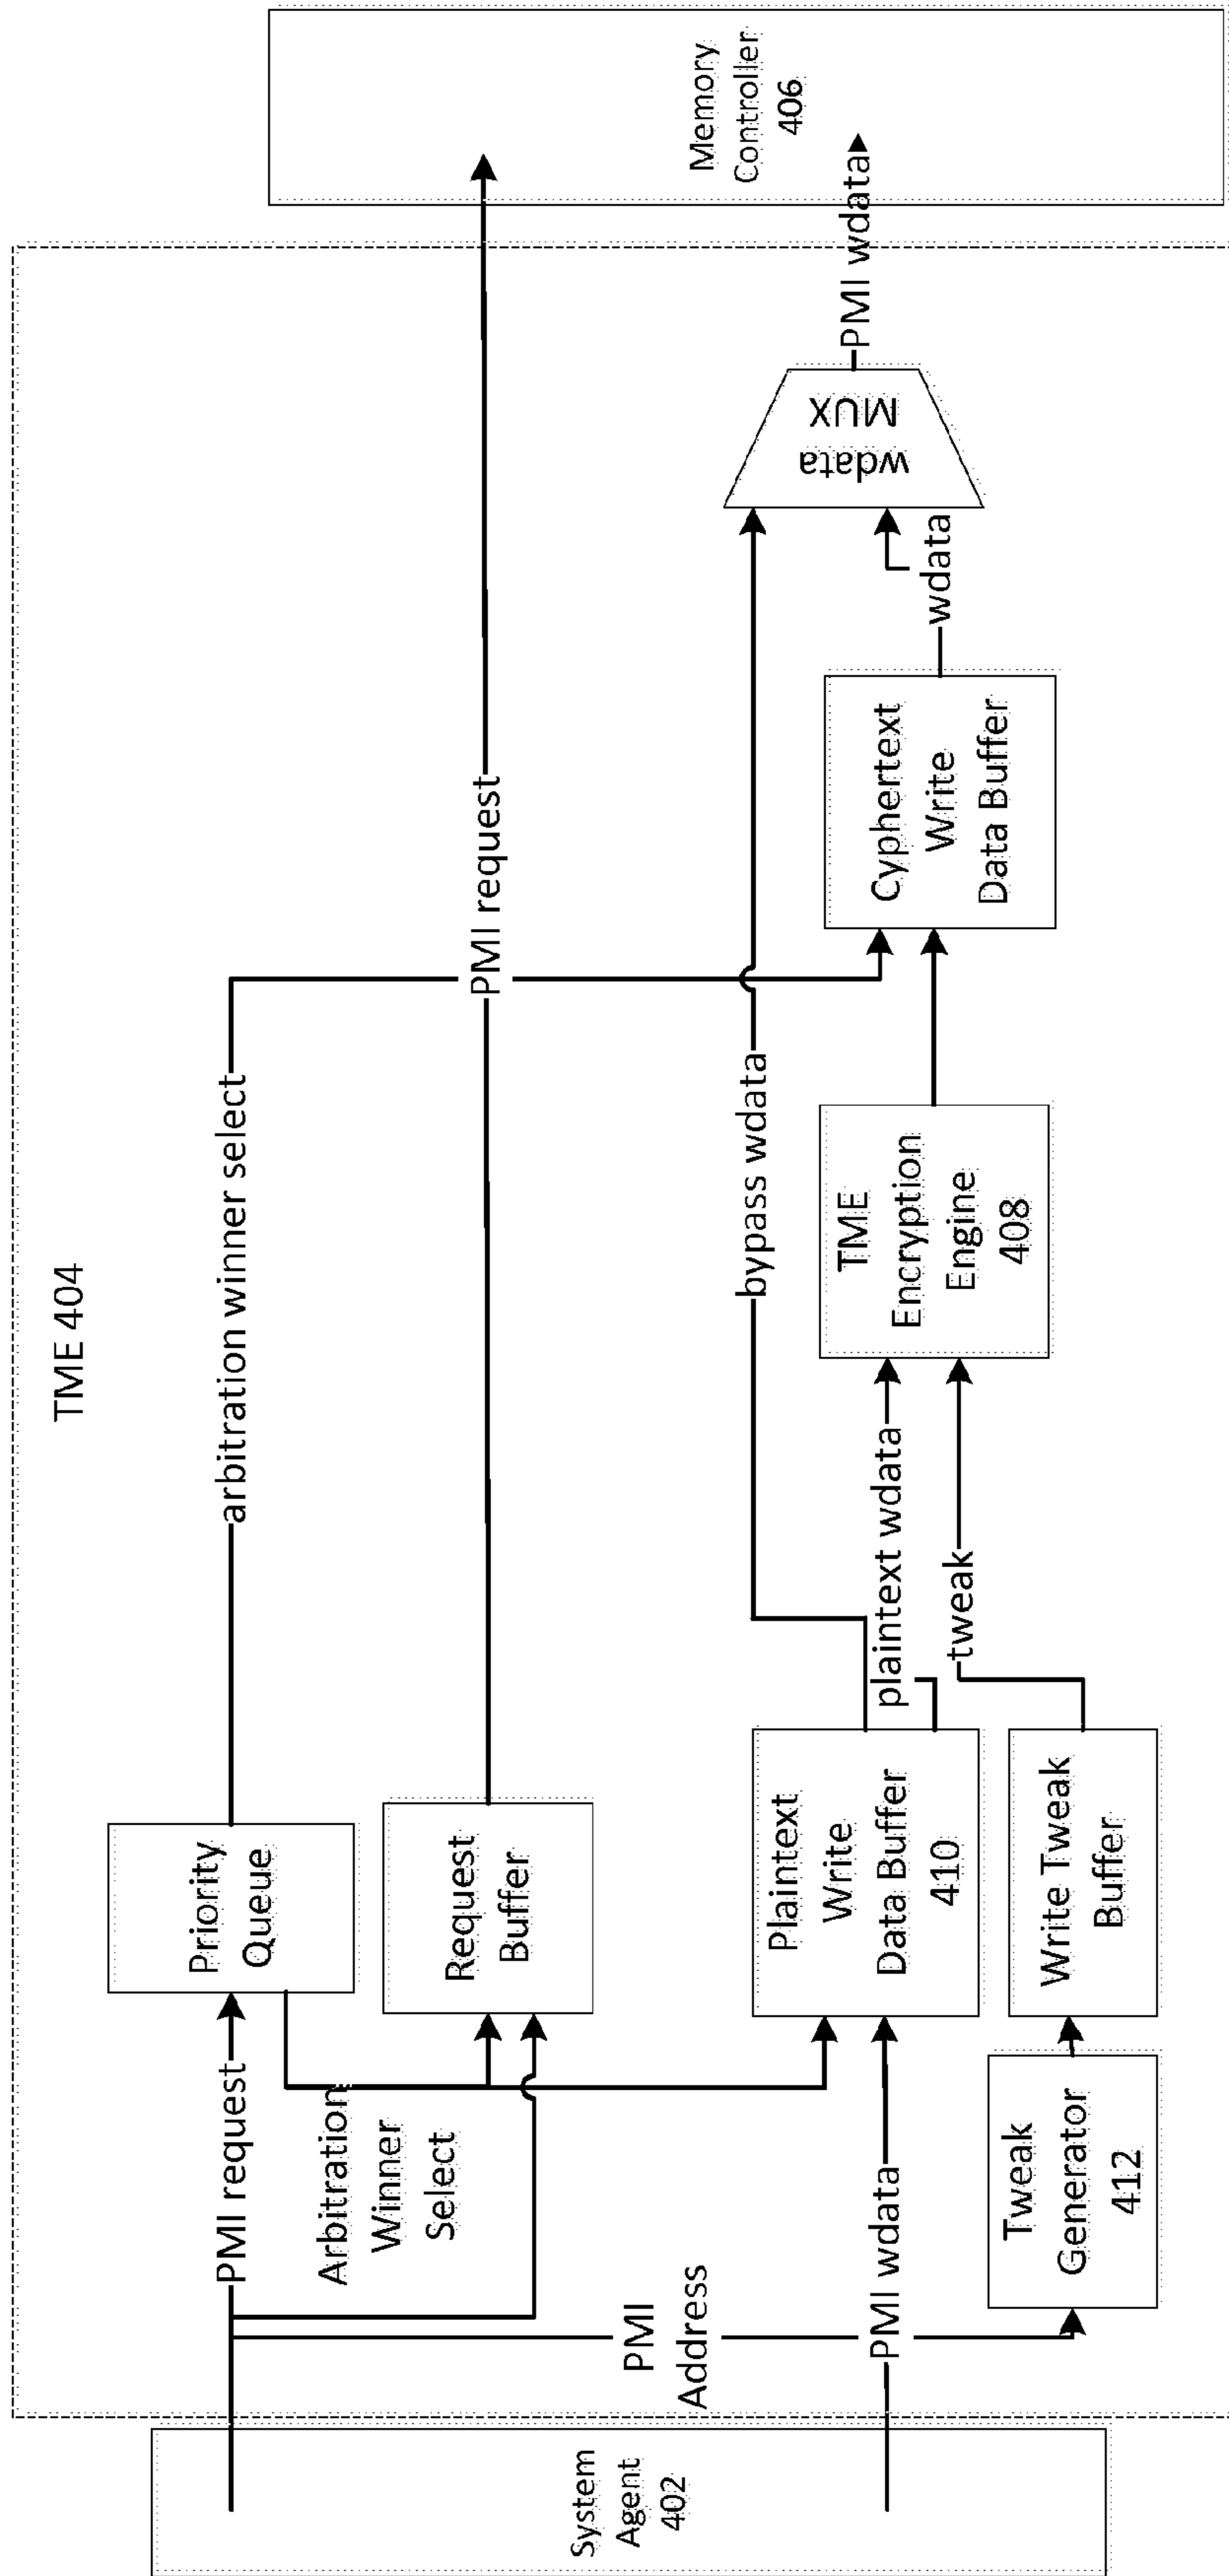 TME 404
System
Agent
402
PMI request
Arbitration
Winner
Select
PMI
Address
PMI wdata
Priority
Queue
Request
Buffer
Plaintext
Write
Data Buffer
410
Tweak
Generator
412
Write Tweak
Buffer
arbitration winner select
PMI request
bypass wdata
plaintext wdata
tweak
TME
Encryption
Engine
408
Cyphertext
Write
Data Buffer
wdata
wdata
MUX
PMI wdata
Memory
Controller
406